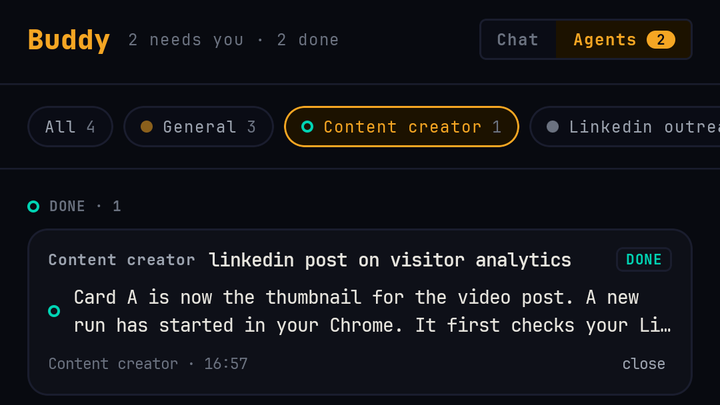 Buddy 2 needs you · 2 done Chat Agents 2
All 4 General 3 Content creator 1 Linkedin outrea
DONE · 1
Content creator linkedin post on visitor analytics DONE
Card A is now the thumbnail for the video post. A new
run has started in your Chrome. It first checks your Li…
Content creator · 16:57 close